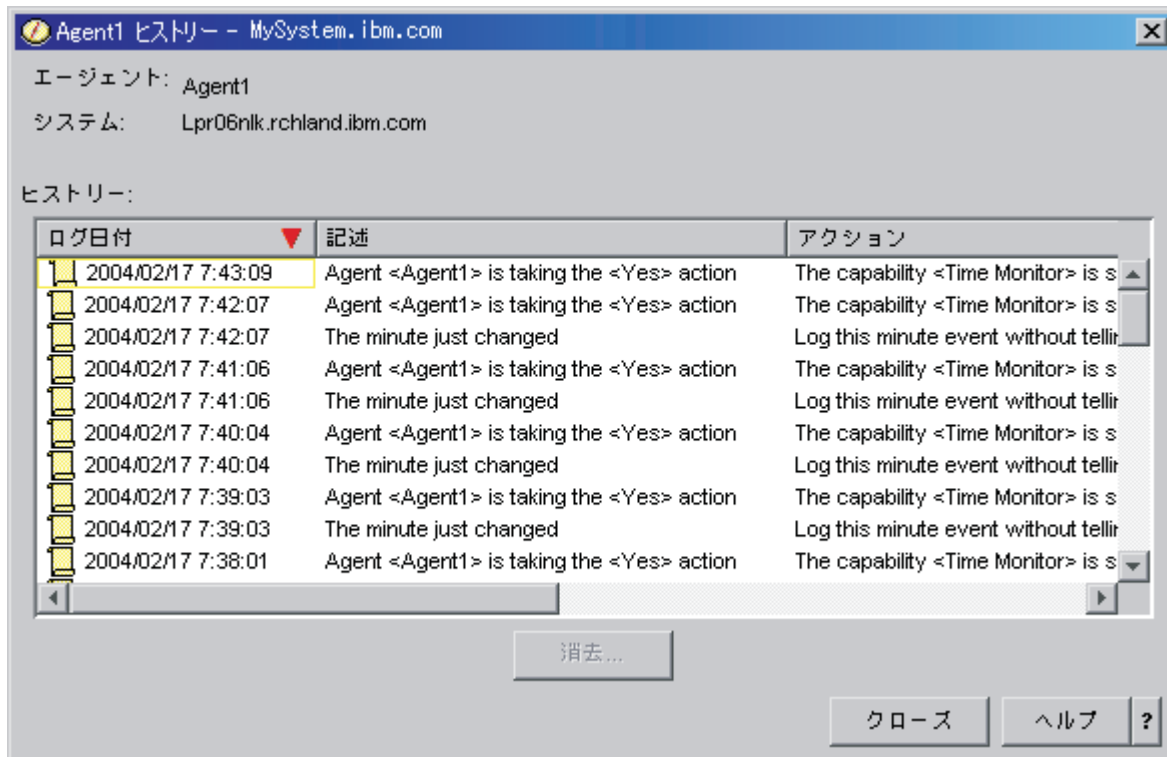 Agent1 ヒストリー - MySystem.ibm.com
エージェント: Agent1
システム: Lpr06nlk.rchland.ibm.com
ヒストリー:
ログ日付 記述 アクション
2004/02/17 7:43:09 Agent <Agent1> is taking the <Yes> action The capability <Time Monitor> is s
2004/02/17 7:42:07 Agent <Agent1> is taking the <Yes> action The capability <Time Monitor> is s
2004/02/17 7:42:07 The minute just changed Log this minute event without tellin
2004/02/17 7:41:06 Agent <Agent1> is taking the <Yes> action The capability <Time Monitor> is s
2004/02/17 7:41:06 The minute just changed Log this minute event without tellin
2004/02/17 7:40:04 Agent <Agent1> is taking the <Yes> action The capability <Time Monitor> is s
2004/02/17 7:40:04 The minute just changed Log this minute event without tellin
2004/02/17 7:39:03 Agent <Agent1> is taking the <Yes> action The capability <Time Monitor> is s
2004/02/17 7:39:03 The minute just changed Log this minute event without tellin
2004/02/17 7:38:01 Agent <Agent1> is taking the <Yes> action The capability <Time Monitor> is s
消去...
クローズ ヘルプ ?